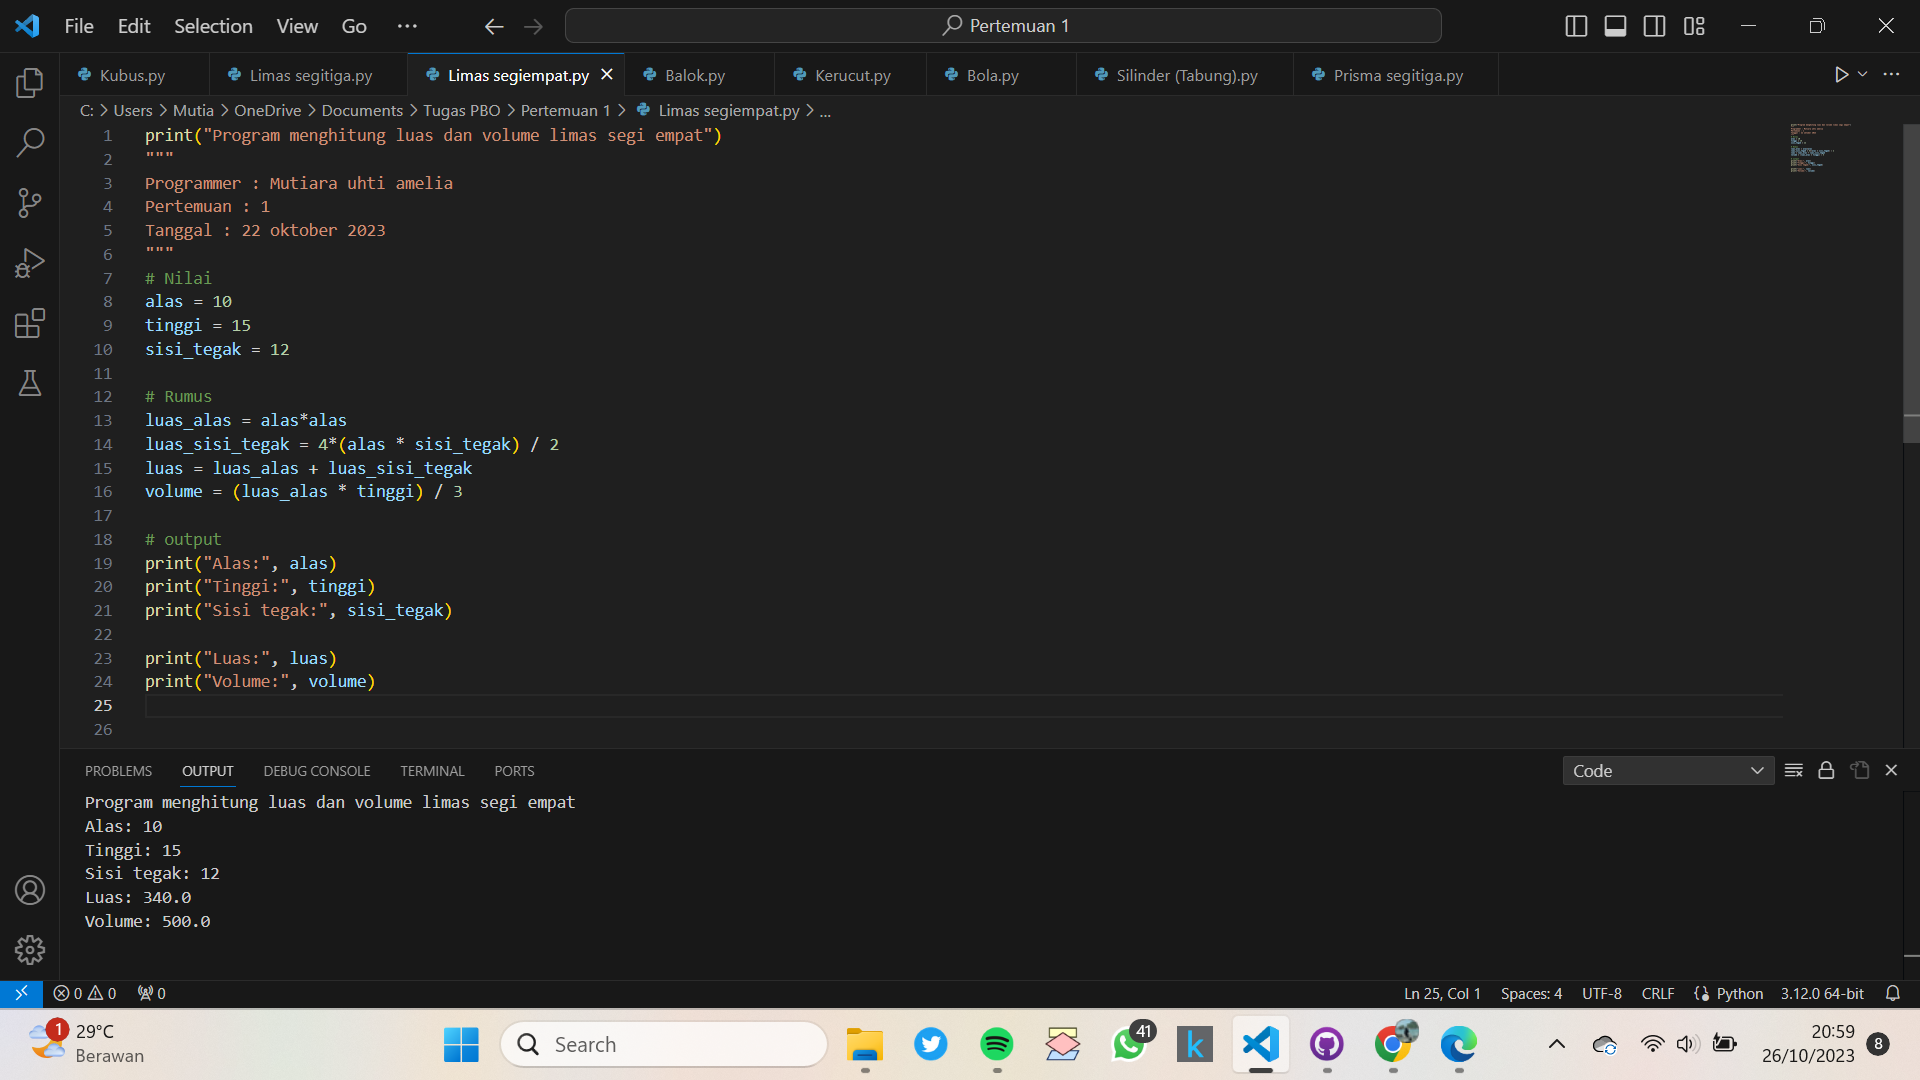 File Edit Selection View Go ··· Pertemuan 1
Kubus.py Limas segitiga.py Limas segiempat.py Balok.py Kerucut.py Bola.py Silinder (Tabung).py Prisma segitiga.py
C: > Users > Mutia > OneDrive > Documents > Tugas PBO > Pertemuan 1 > Limas segiempat.py > ...
1 print("Program menghitung luas dan volume limas segi empat")
2 """
3 Programmer : Mutiara uhti amelia
4 Pertemuan : 1
5 Tanggal : 22 oktober 2023
6 """
7 # Nilai
8 alas = 10
9 tinggi = 15
10 sisi_tegak = 12
11
12 # Rumus
13 luas_alas = alas*alas
14 luas_sisi_tegak = 4*(alas * sisi_tegak) / 2
15 luas = luas_alas + luas_sisi_tegak
16 volume = (luas_alas * tinggi) / 3
17
18 # output
19 print("Alas:", alas)
20 print("Tinggi:", tinggi)
21 print("Sisi tegak:", sisi_tegak)
22
23 print("Luas:", luas)
24 print("Volume:", volume)
25
26
PROBLEMS OUTPUT DEBUG CONSOLE TERMINAL PORTS Code
Program menghitung luas dan volume limas segi empat
Alas: 10
Tinggi: 15
Sisi tegak: 12
Luas: 340.0
Volume: 500.0
0 0 0 Ln 25, Col 1 Spaces: 4 UTF-8 CRLF Python 3.12.0 64-bit
1 29°C
Berawan
Search
41
k
20:59
26/10/2023
8